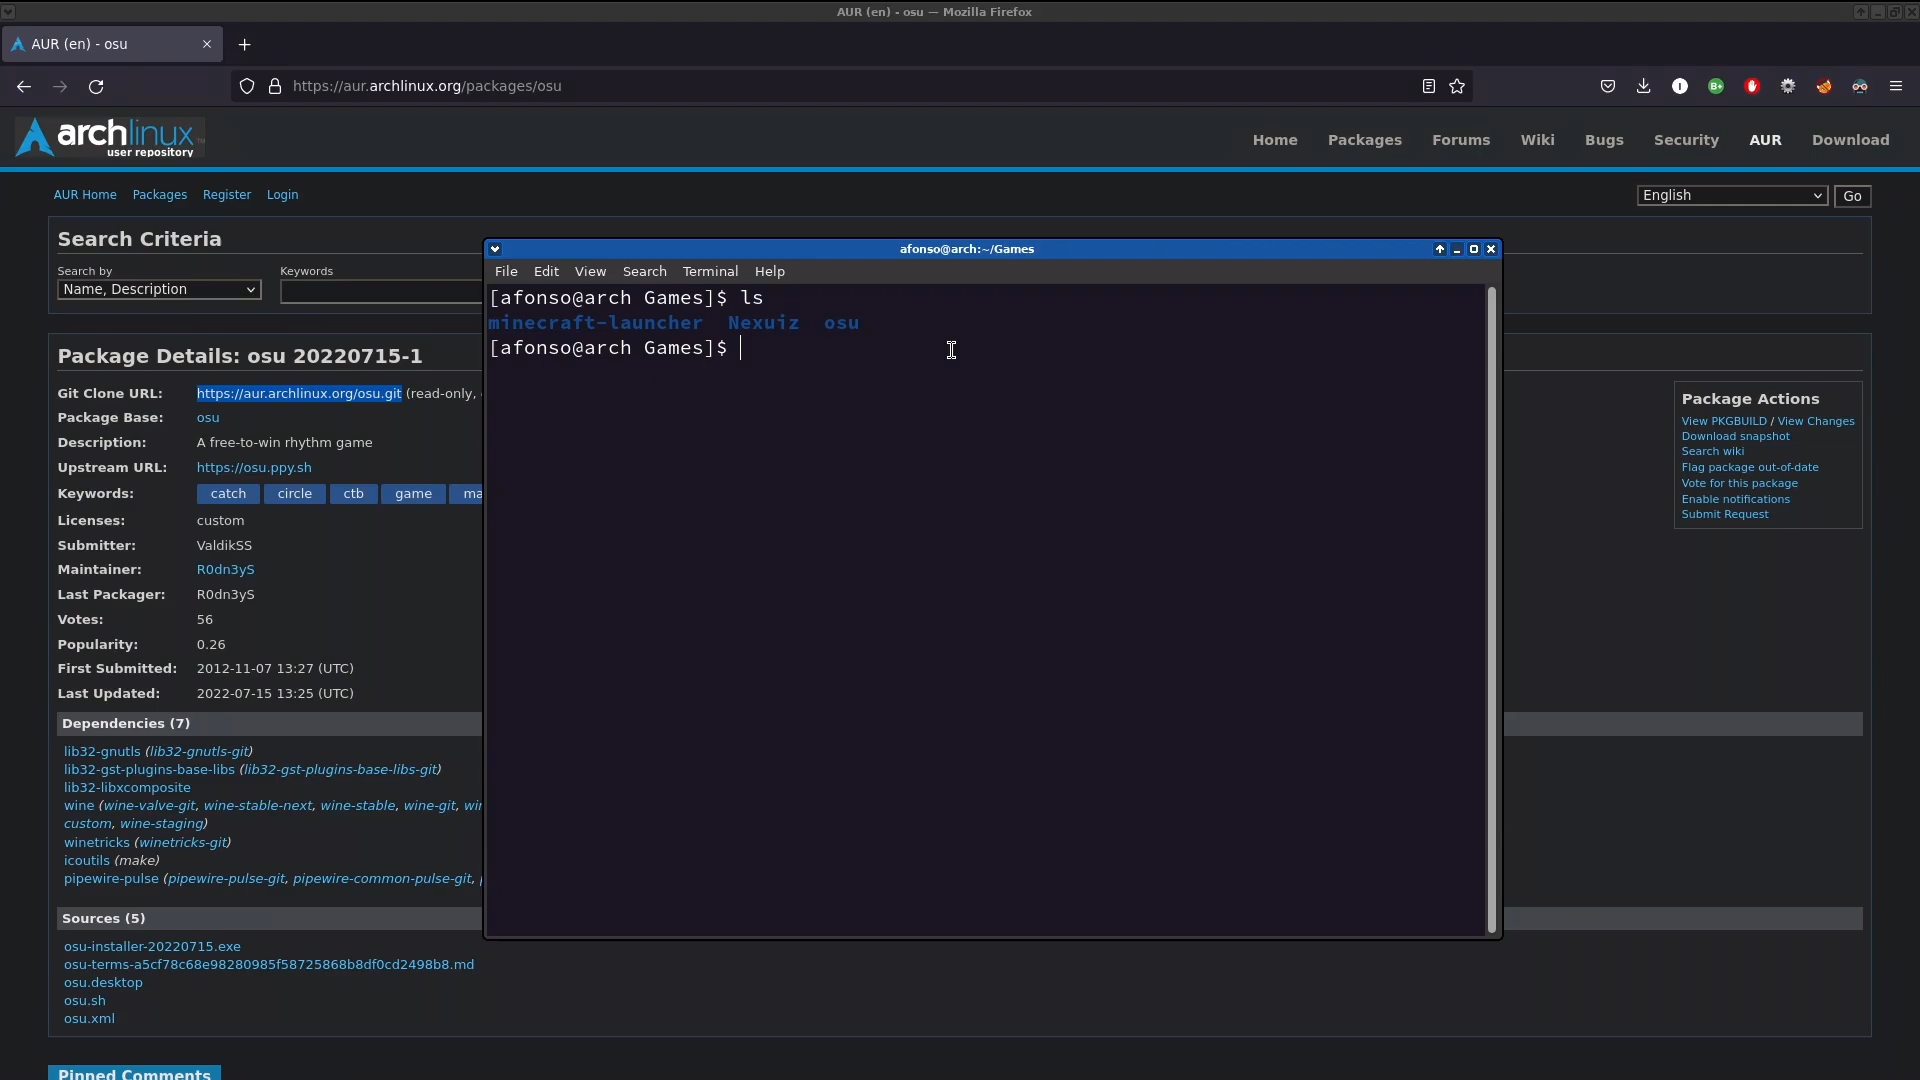 AUR (en) - osu — Mozilla Firefox
AUR (en) - osu
https://aur.archlinux.org/packages/osu
archlinux
user repository
Home Packages Forums Wiki Bugs Security AUR Download
AUR Home Packages Register Login
English Go
Search Criteria
Search by Keywords
Name, Description
afonso@arch:~/Games
File Edit View Search Terminal Help
[afonso@arch Games]$ ls
minecraft-launcher Nexuiz osu
[afonso@arch Games]$
Package Details: osu 20220715-1
Git Clone URL: https://aur.archlinux.org/osu.git (read-only,
Package Base: osu
Description: A free-to-win rhythm game
Upstream URL: https://osu.ppy.sh
Keywords: catch circle ctb game ma
Licenses: custom
Submitter: ValdikSS
Maintainer: R0dn3yS
Last Packager: R0dn3yS
Votes: 56
Popularity: 0.26
First Submitted: 2012-11-07 13:27 (UTC)
Last Updated: 2022-07-15 13:25 (UTC)
Package Actions
View PKGBUILD / View Changes
Download snapshot
Search wiki
Flag package out-of-date
Vote for this package
Enable notifications
Submit Request
Dependencies (7)
lib32-gnutls (lib32-gnutls-git)
lib32-gst-plugins-base-libs (lib32-gst-plugins-base-libs-git)
lib32-libxcomposite
wine (wine-valve-git, wine-stable-next, wine-stable, wine-git, win
custom, wine-staging)
winetricks (winetricks-git)
icoutils (make)
pipewire-pulse (pipewire-pulse-git, pipewire-common-pulse-git,
Sources (5)
osu-installer-20220715.exe
osu-terms-a5cf78c68e98280985f58725868b8df0cd2498b8.md
osu.desktop
osu.sh
osu.xml
Pinned Comments